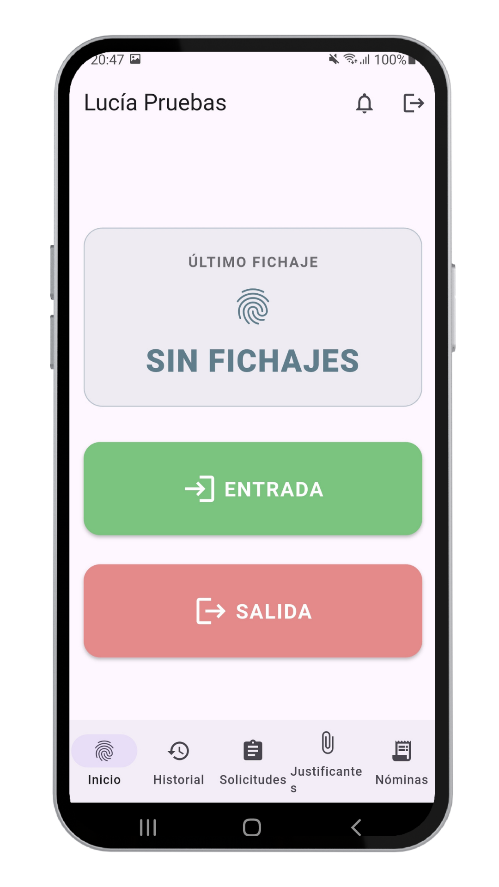 20:47 100%
Lucía Pruebas
ÚLTIMO FICHAJE
SIN FICHAJES
ENTRADA
SALIDA
Inicio Historial Solicitudes Justificante
s Nóminas